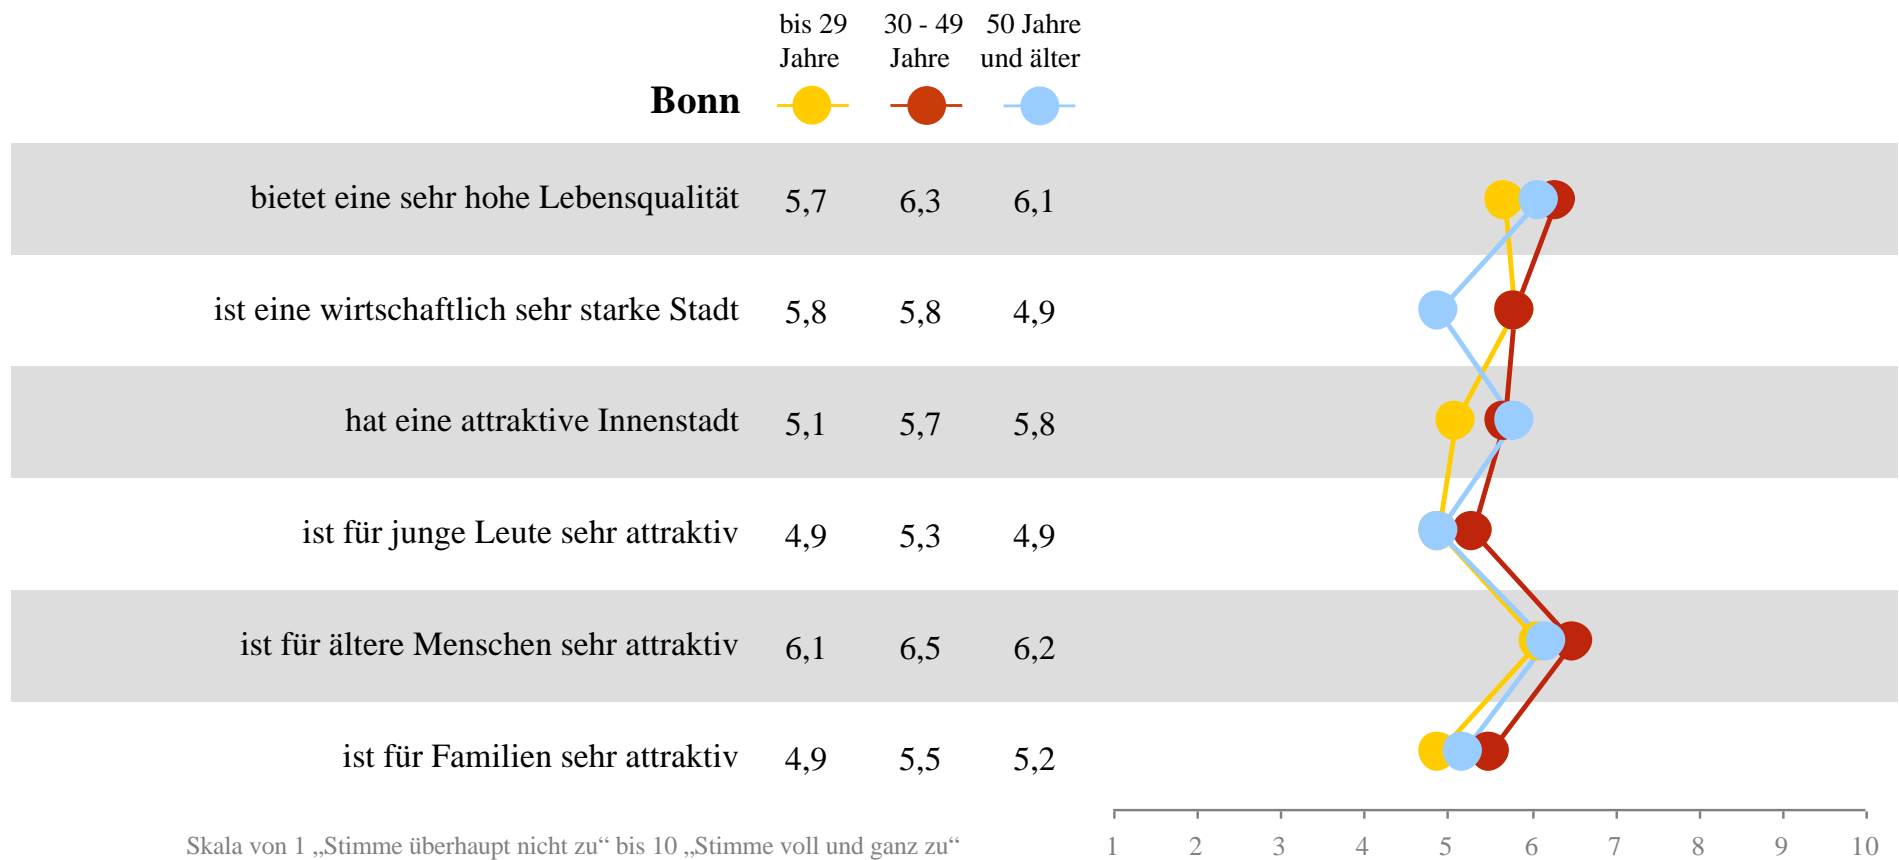 bis 29 30 - 49 50 Jahre
Jahre Jahre und älter
Bonn
bietet eine sehr hohe Lebensqualität 5,7 6,3 6,1
ist eine wirtschaftlich sehr starke Stadt 5,8 5,8 4,9
hat eine attraktive Innenstadt 5,1 5,7 5,8
ist für junge Leute sehr attraktiv 4,9 5,3 4,9
ist für ältere Menschen sehr attraktiv 6,1 6,5 6,2
ist für Familien sehr attraktiv 4,9 5,5 5,2
Skala von 1 „Stimme überhaupt nicht zu“ bis 10 „Stimme voll und ganz zu“ 1 2 3 4 5 6 7 8 9 10